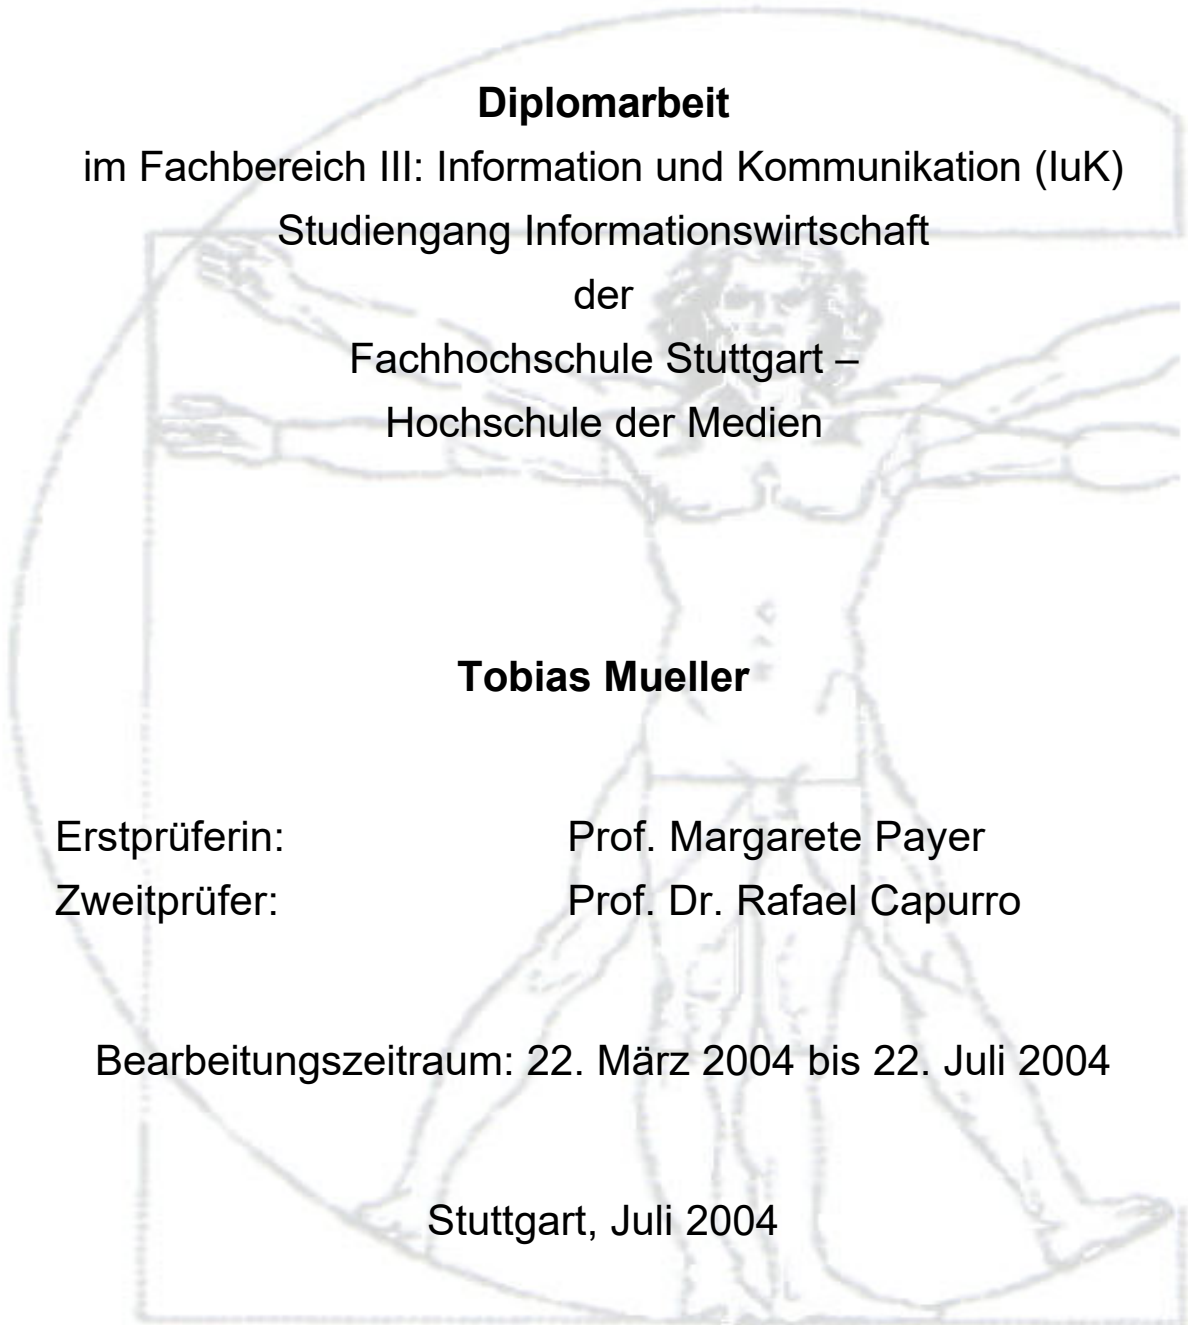 Diplomarbeit
im Fachbereich III: Information und Kommunikation (IuK)
Studiengang Informationswirtschaft
der
Fachhochschule Stuttgart –
Hochschule der Medien
Tobias Mueller
Erstprüferin: Prof. Margarete Payer
Zweitprüfer: Prof. Dr. Rafael Capurro
Bearbeitungszeitraum: 22. März 2004 bis 22. Juli 2004
Stuttgart, Juli 2004